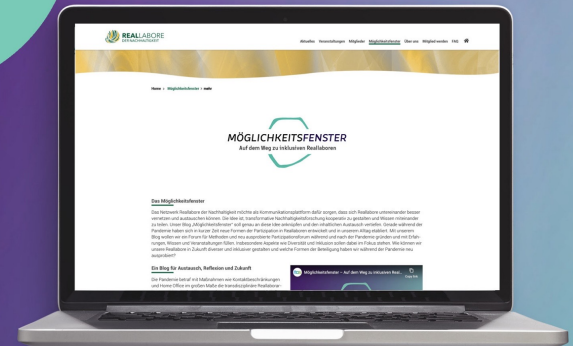 REALLABORE
DER NACHHALTIGKEIT
Aktuelles Veranstaltungen Mitglieder Möglichkeitsfenster Über uns Mitglied werden FAQ
Home › Möglichkeitsfenster › mehr
MÖGLICHKEITSFENSTER
Auf dem Weg zu inklusiven Reallaboren
Das Möglichkeitsfenster
Das Netzwerk Reallabore der Nachhaltigkeit möchte als Kommunikationsplattform dafür sorgen, dass sich Reallabore untereinander besser
vernetzen und austauschen können. Die Idee ist, transformative Nachhaltigkeitsforschung kooperativ zu gestalten und Wissen miteinander
zu teilen. Unser Blog „Möglichkeitsfenster“ soll genau an diese Idee anknüpfen und den inhaltlichen Austausch vertiefen. Gerade während der
Pandemie haben sich in kurzer Zeit neue Formen der Partizipation in Reallaboren entwickelt und in unserem Alltag etabliert. Mit unserem
Blog wollen wir ein Forum für Methoden und neu ausprobierte Partizipationsformen während und nach der Pandemie gründen und mit Erfah-
rungen, Wissen und Veranstaltungen füllen. Insbesondere Aspekte wie Diversität und Inklusion sollen dabei im Fokus stehen. Wie können wir
unsere Reallabore in Zukunft diverser und inklusiver gestalten und welche Formen der Beteiligung haben wir während der Pandemie neu
ausprobiert?
Ein Blog für Austausch, Reflexion und Zukunft
Die Pandemie betraf mit Maßnahmen wie Kontaktbeschränkungen
und Home Office im großen Maße die transdisziplinäre Reallaborar-
Möglichkeitsfenster – Auf dem Weg zu inklusiven Real...